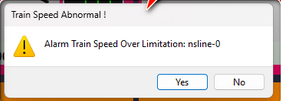 Train Speed Abnormal !
Alarm Train Speed Over Limitation: nsline-0
Yes
No